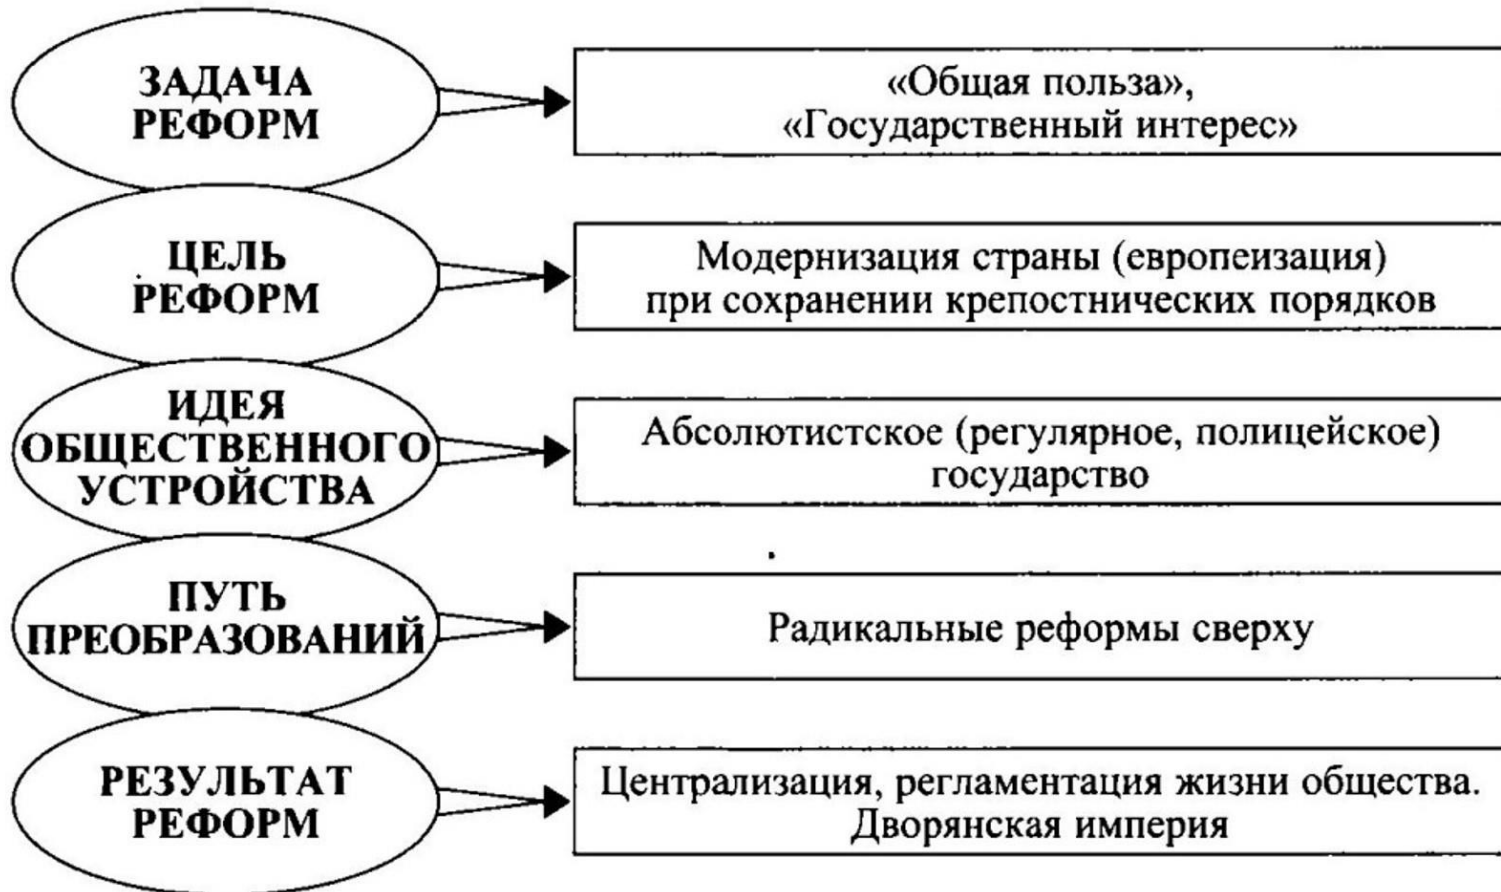 ЗАДАЧА
РЕФОРМ
«Общая польза»,
«Государственный интерес»
ЦЕЛЬ
РЕФОРМ
Модернизация страны (европеизация)
при сохранении крепостнических порядков
ИДЕЯ
ОБЩЕСТВЕННОГО
УСТРОЙСТВА
Абсолютистское (регулярное, полицейское)
государство
ПУТЬ
ПРЕОБРАЗОВАНИЙ
Радикальные реформы сверху
РЕЗУЛЬТАТ
РЕФОРМ
Централизация, регламентация жизни общества.
Дворянская империя